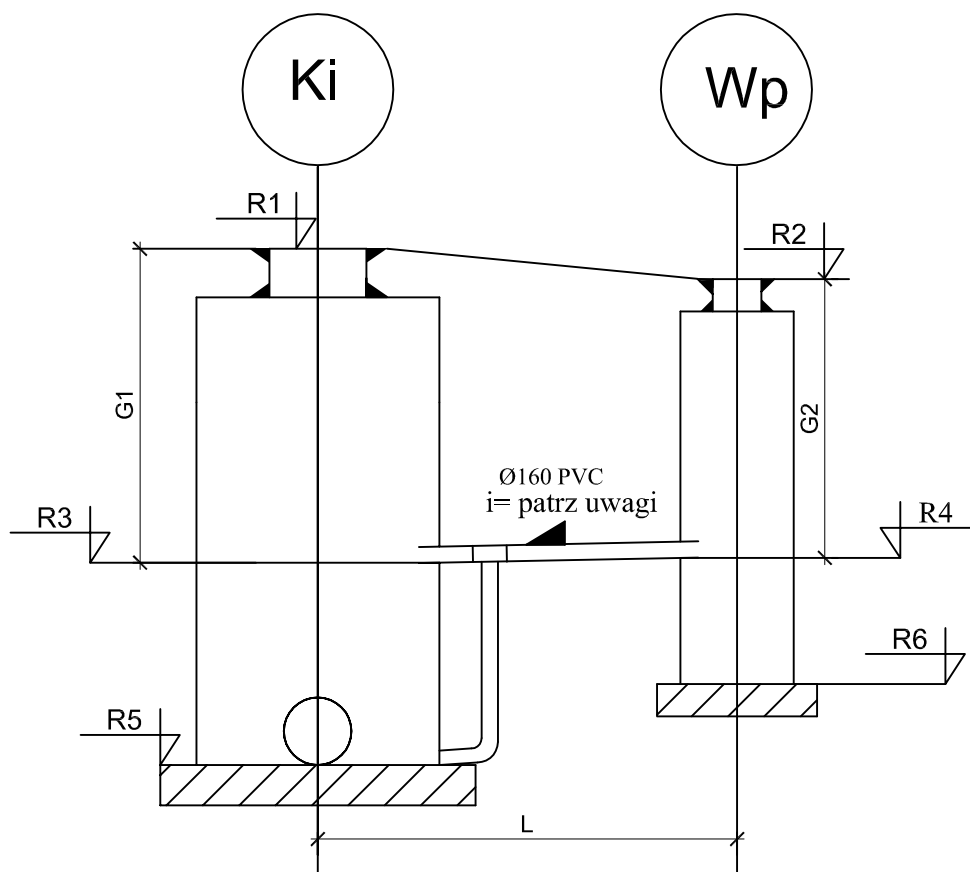 Ki
Wp
R1
R2
G1
G2
Ø160 PVC
i= patrz uwagi
R3
R4
R6
R5
L